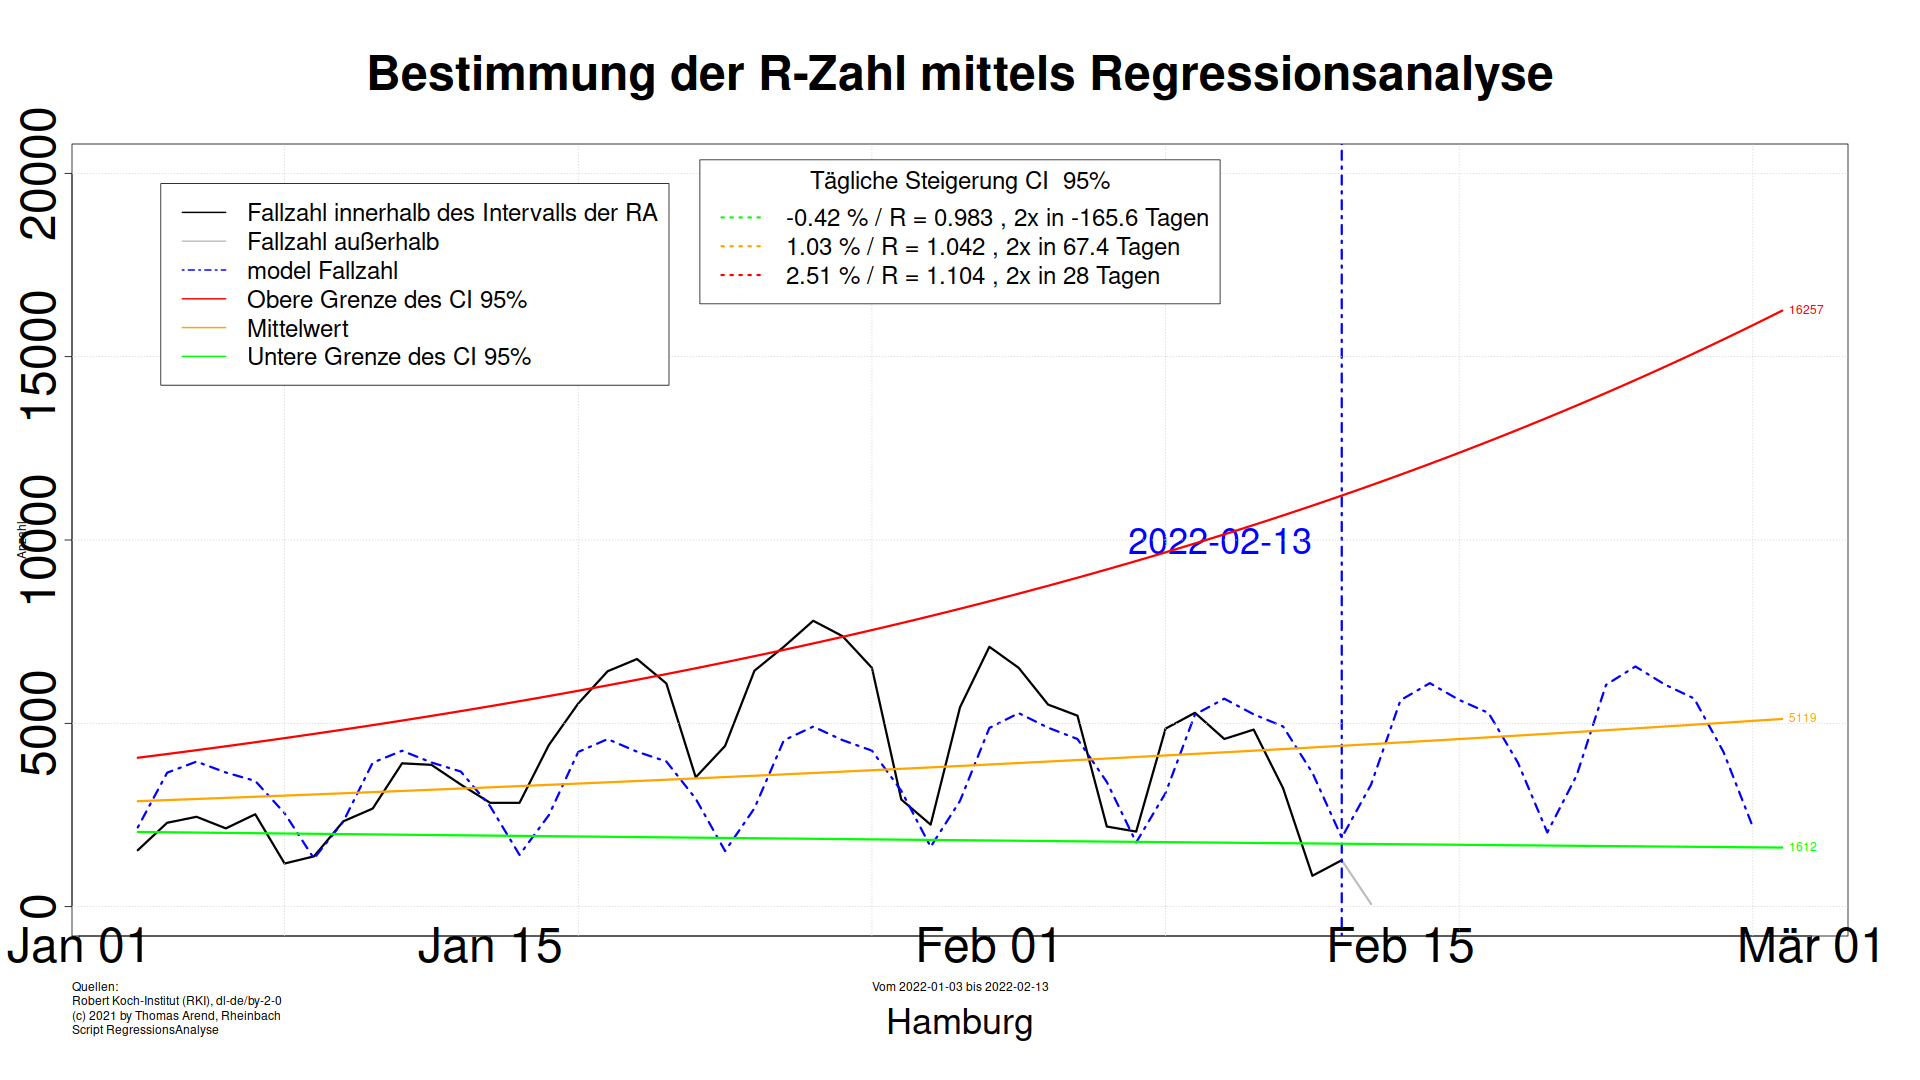 Bestimmung der R-Zahl mittels Regressionsanalyse
Anzahl
20000
15000
10000
5000
0
Fallzahl innerhalb des Intervalls der RA
Fallzahl außerhalb
model Fallzahl
Obere Grenze des CI 95%
Mittelwert
Untere Grenze des CI 95%
Tägliche Steigerung CI 95%
-0.42 % / R = 0.983 , 2x in -165.6 Tagen
1.03 % / R = 1.042 , 2x in 67.4 Tagen
2.51 % / R = 1.104 , 2x in 28 Tagen
16257
2022-02-13
5119
1612
Jan 01
Jan 15
Feb 01
Feb 15
Mär 01
Quellen:
Robert Koch-Institut (RKI), dl-de/by-2-0
(c) 2021 by Thomas Arend, Rheinbach
Script RegressionsAnalyse
Vom 2022-01-03 bis 2022-02-13
Hamburg